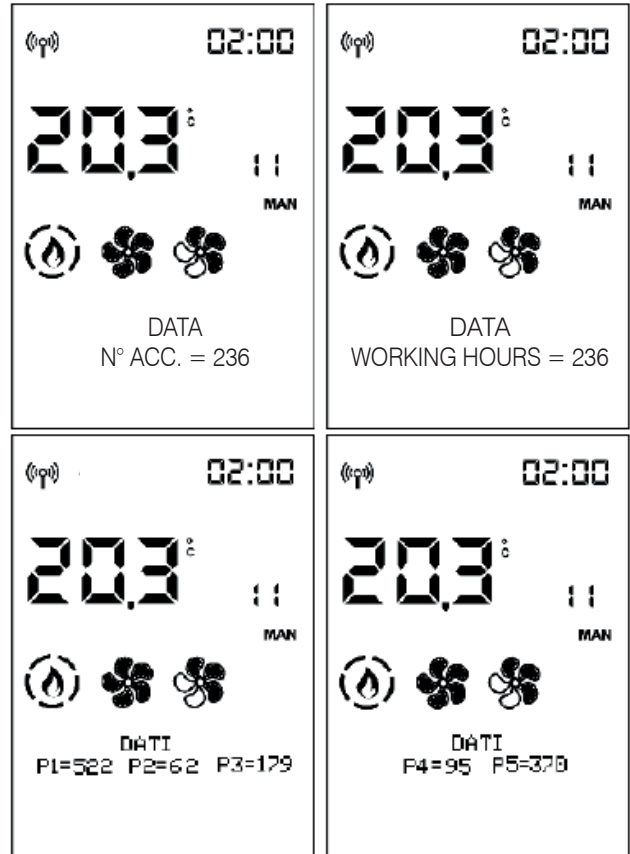 02:00
20,3 °c
11
MAN
DATA
N° ACC. = 236
02:00
20,3 °c
11
MAN
DATA
WORKING HOURS = 236
02:00
20,3 °c
11
MAN
DATI
P1=522 P2=62 P3=179
02:00
20,3 °c
11
MAN
DATI
P4=95 P5=370